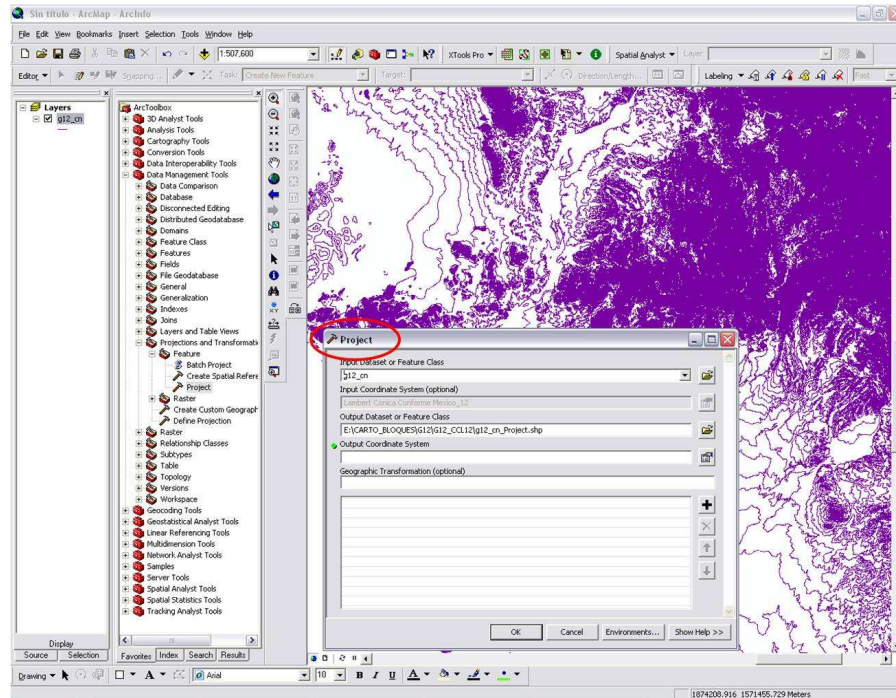 Sin título - ArcMap - ArcInfo
File Edit View Bookmarks Insert Selection Tools Window Help
1:507,600
XTools Pro
Spatial Analyst
Layer:
Editor
Snapping...
Task:
Create New Feature
Target:
Direction/Length...
Labeling
Fast
Layers
g12_cn
ArcToolbox
3D Analyst Tools
Analysis Tools
Cartography Tools
Conversion Tools
Data Interoperability Tools
Data Management Tools
Data Comparison
Database
Disconnected Editing
Distributed Geodatabase
Domains
Feature Class
Features
Fields
File Geodatabase
General
Generalization
Indexes
Joins
Layers and Table Views
Projections and Transformatic
Feature
Batch Project
Create Spatial Refere
Project
Raster
Create Custom Geograph
Define Projection
Raster
Relationship Classes
Subtypes
Table
Topology
Versions
Workspace
Geocoding Tools
Geostatistical Analyst Tools
Linear Referencing Tools
Multidimension Tools
Network Analyst Tools
Samples
Server Tools
Spatial Analyst Tools
Spatial Statistics Tools
Tracking Analyst Tools
Project
Input Dataset or Feature Class
g12_cn
Input Coordinate System (optional)
Lambert Conica Conforme Mexico_12
Output Dataset or Feature Class
E:\CARTO_BLOQUES\G12\G12_CCL12\g12_cn_Project.shp
Output Coordinate System
Geographic Transformation (optional)
OK Cancel Environments... Show Help >>
Display
Source Selection
Favorites Index Search Results
Drawing
A
Arial
10
B I U A
1874208.916 1571455.729 Meters